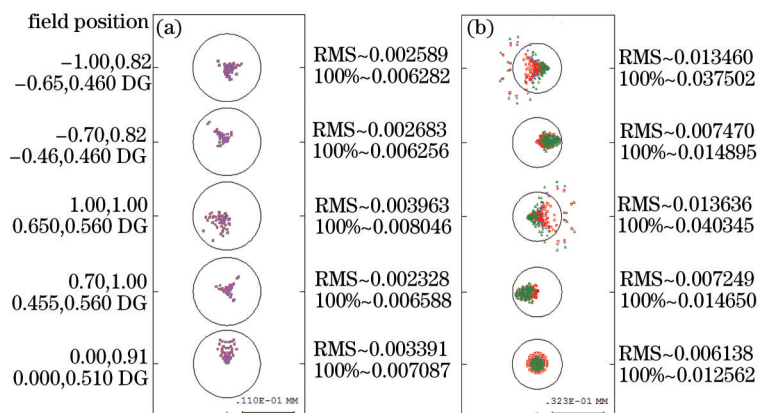 field position (a) (b)
−1.00,0.82 RMS~0.002589 RMS~0.013460
−0.65,0.460 DG 100%~0.006282 100%~0.037502
−0.70,0.82 RMS~0.002683 RMS~0.007470
−0.46,0.460 DG 100%~0.006256 100%~0.014895
1.00,1.00 RMS~0.003963 RMS~0.013636
0.650,0.560 DG 100%~0.008046 100%~0.040345
0.70,1.00 RMS~0.002328 RMS~0.007249
0.455,0.560 DG 100%~0.006588 100%~0.014650
0.00,0.91 RMS~0.003391 RMS~0.006138
0.000,0.510 DG 100%~0.007087 100%~0.012562
.110E-01 MM .323E-01 MM